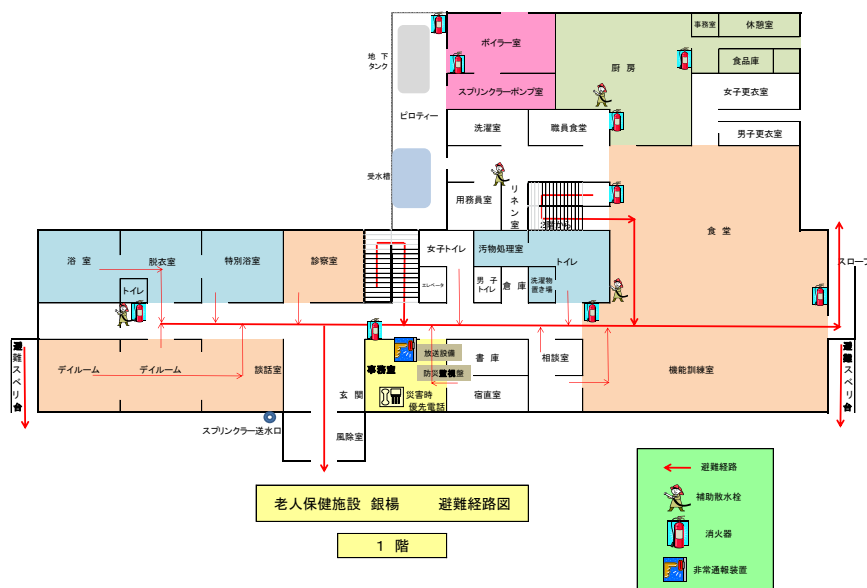 事務室
休憩室
ボイラー室
地 下
タンク
厨 房
食品庫
スプリンクラーポンプ室
女子更衣室
ピロティー
洗濯室
職員食堂
男子更衣室
受水槽
用務員室
リネン室
食 堂
浴 室
脱衣室
特別浴室
診察室
女子トイレ
汚物処理室
トイレ
スロープ
トイレ
エレベータ
男子
トイレ
倉 庫
洗濯物
置き場
避難スベリ台
デイルーム
デイルーム
談話室
事務室
放送設備
防災監視盤
書 庫
相談室
機能訓練室
避難スベリ台
玄 関
災害時
優先電話
宿直室
スプリンクラー送水口
風除室
老人保健施設 銀楊 避難経路図
1 階
避難経路
補助散水栓
消火器
非常通報装置